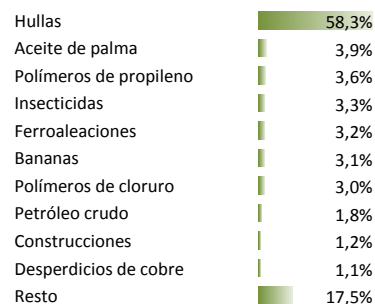 Hullas 58,3%
Aceite de palma 3,9%
Polímeros de propileno 3,6%
Insecticidas 3,3%
Ferroaleaciones 3,2%
Bananas 3,1%
Polímeros de cloruro 3,0%
Petróleo crudo 1,8%
Construcciones 1,2%
Desperdicios de cobre 1,1%
Resto 17,5%